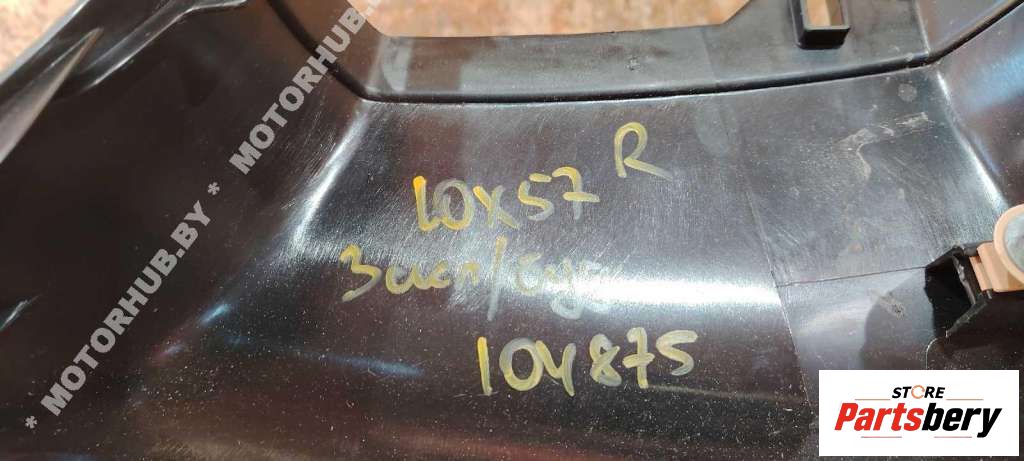 * MOTORHUB.BY * MOTORHUB.BY
R
10X57
104875
STORE
Partsbery